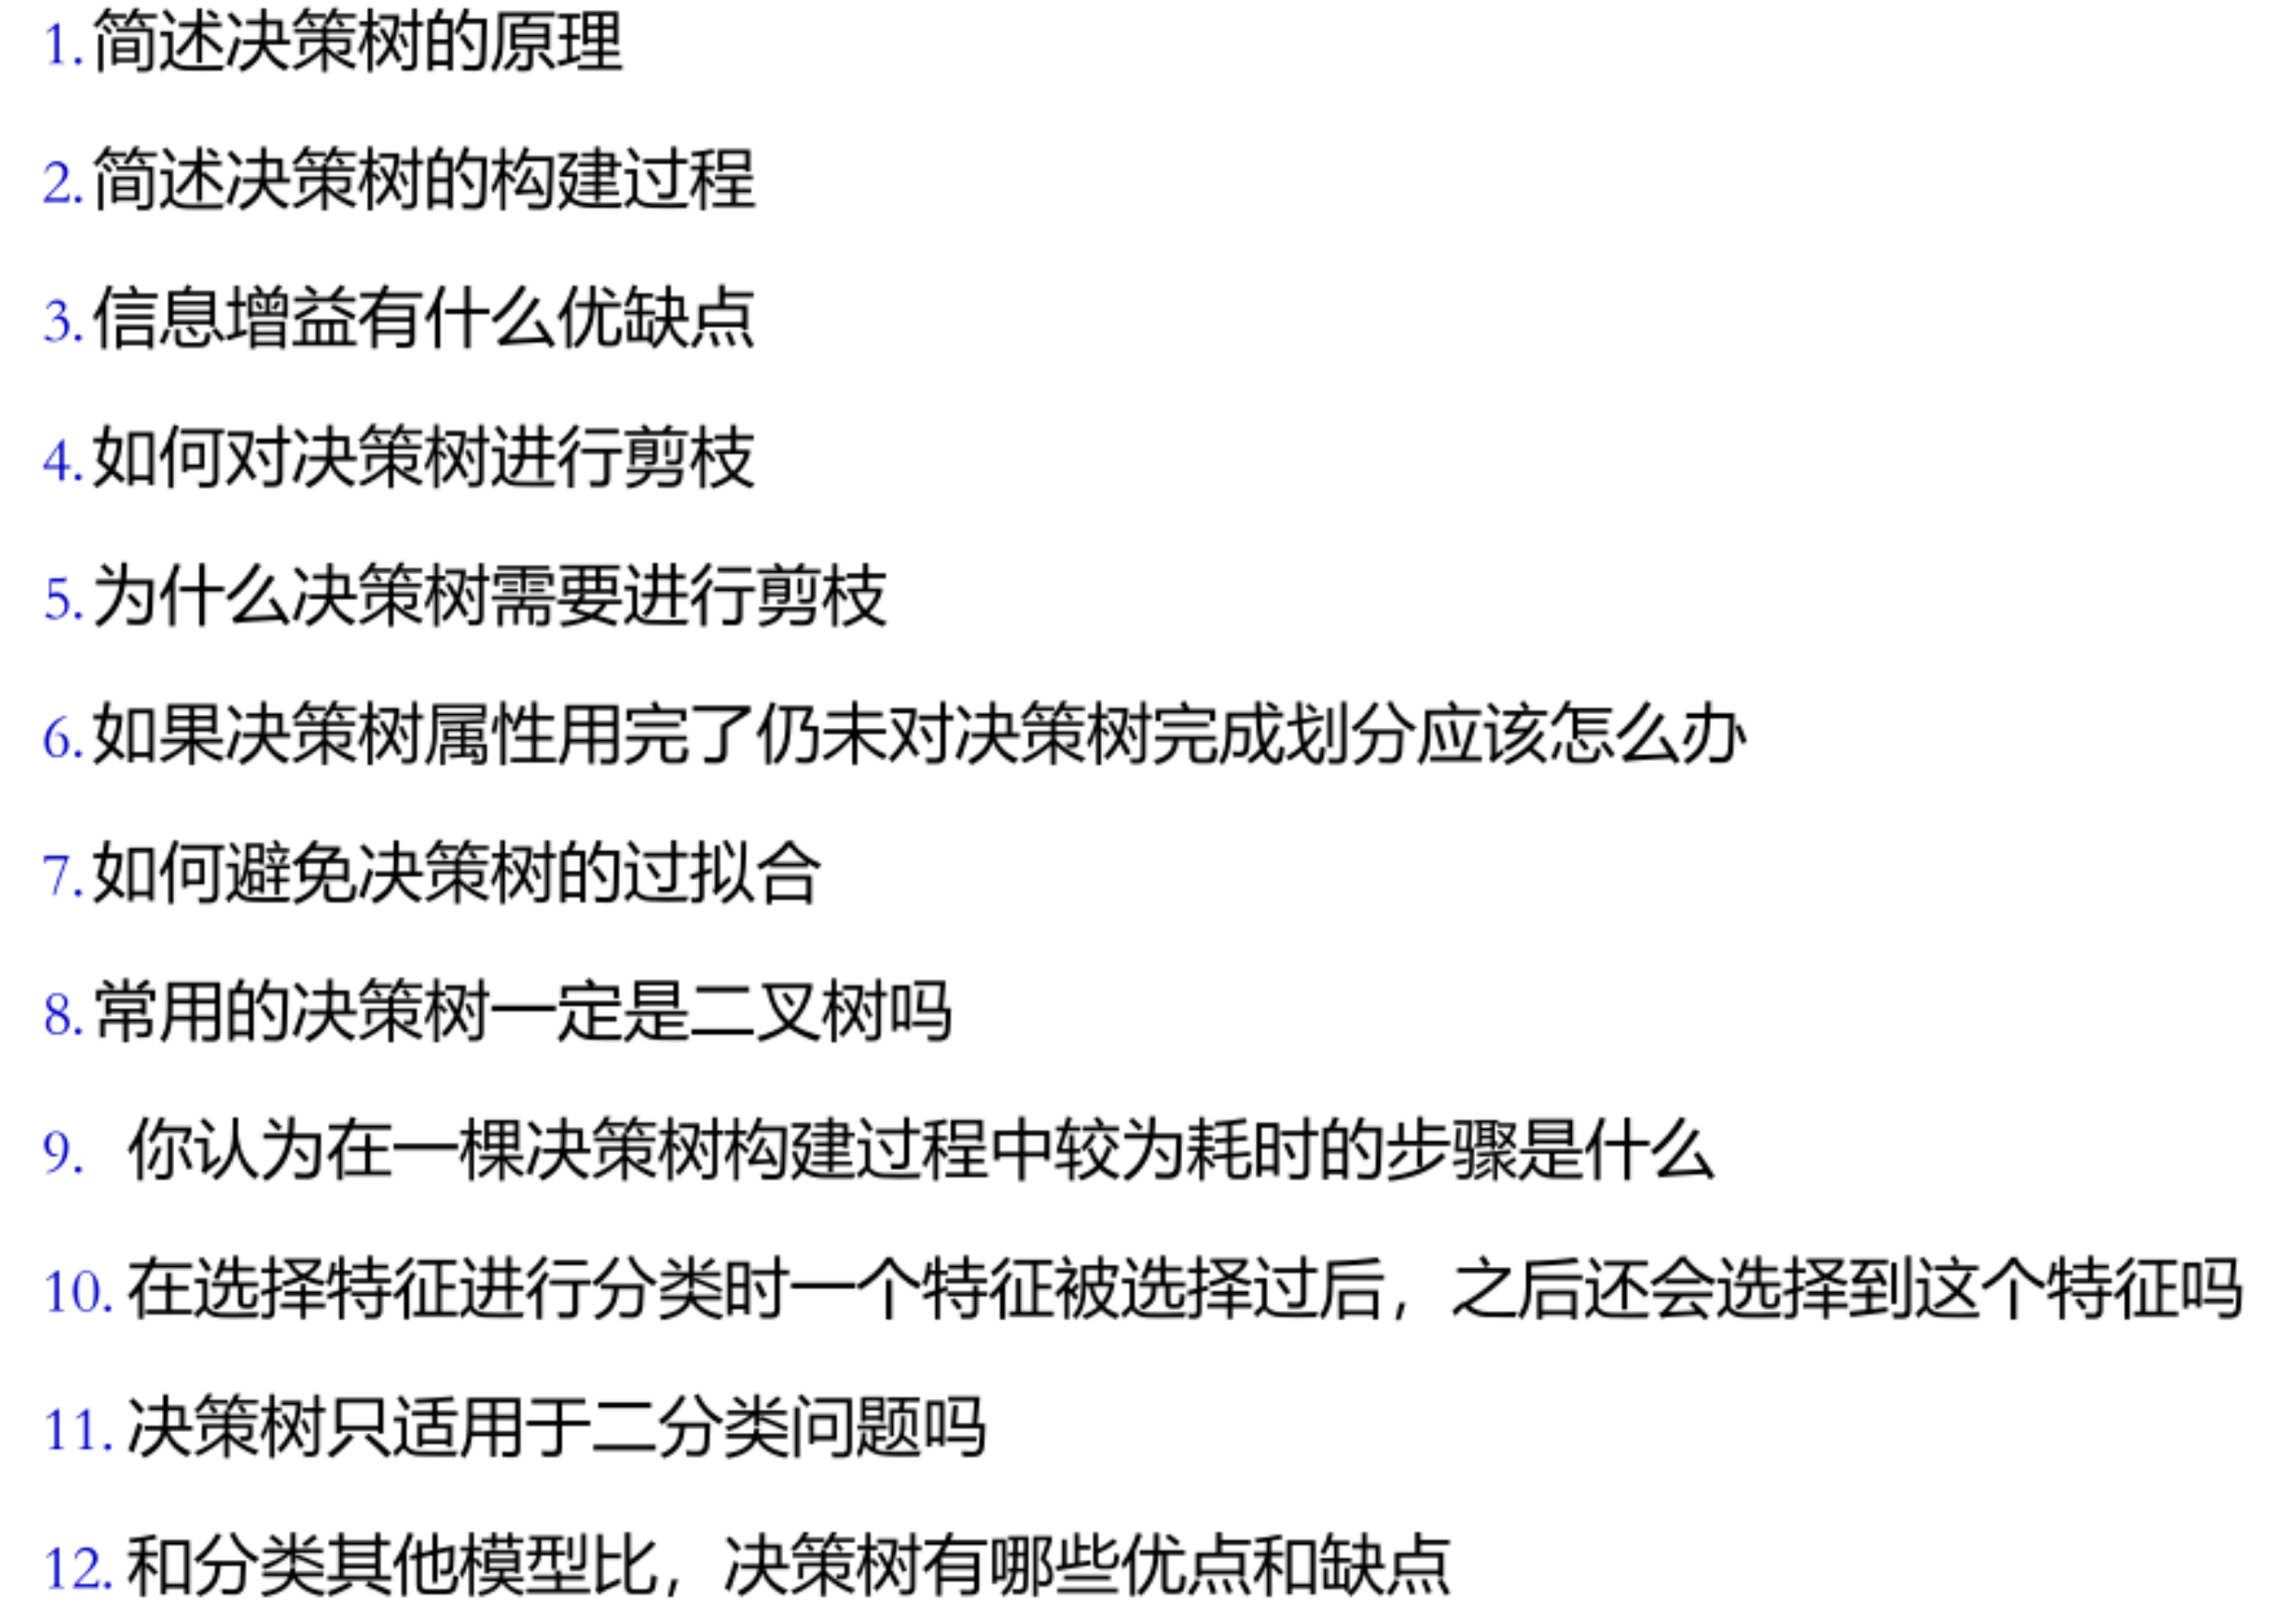 1. 简述决策树的原理
2. 简述决策树的构建过程
3. 信息增益有什么优缺点
4. 如何对决策树进行剪枝
5. 为什么决策树需要进行剪枝
6. 如果决策树属性用完了仍未对决策树完成划分应该怎么办
7. 如何避免决策树的过拟合
8. 常用的决策树一定是二叉树吗
9. 你认为在一棵决策树构建过程中较为耗时的步骤是什么
10. 在选择特征进行分类时一个特征被选择过后，之后还会选择到这个特征吗
11. 决策树只适用于二分类问题吗
12. 和分类其他模型比，决策树有哪些优点和缺点